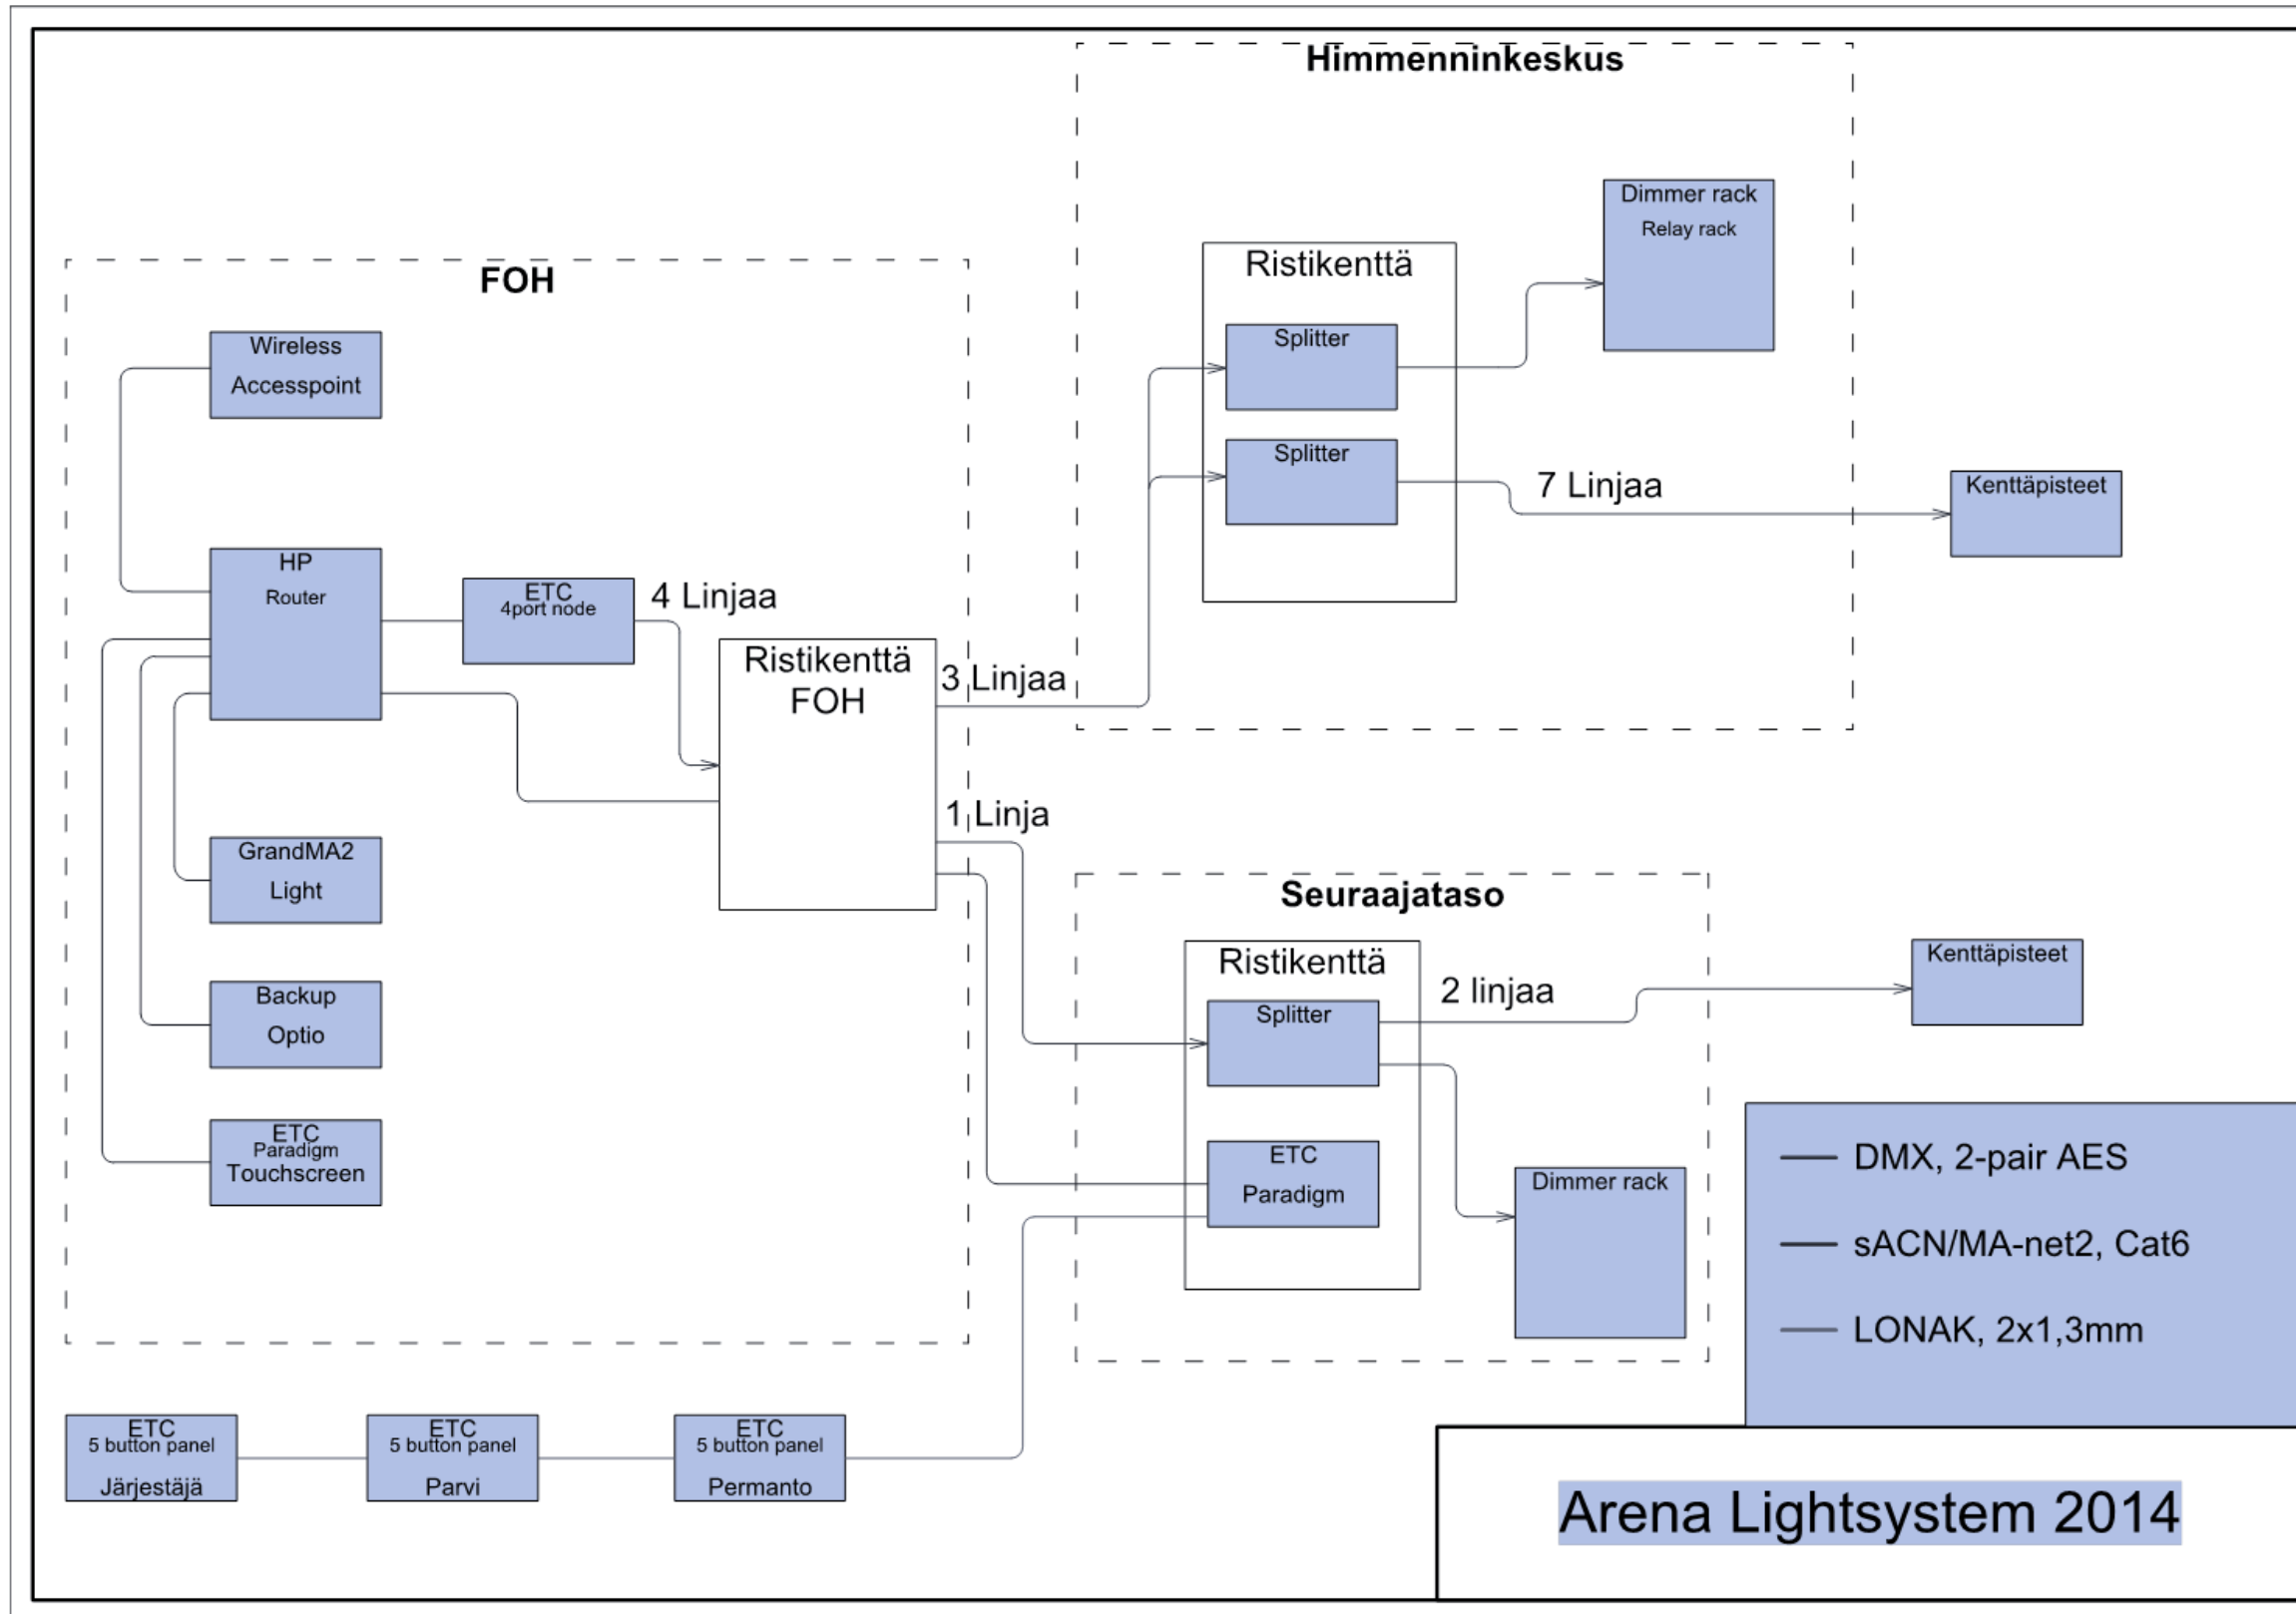 Himmenninkeskus
Dimmer rack
Relay rack
Ristikenttä
Splitter
Splitter
7 Linjaa
Kenttäpisteet
FOH
Wireless
Accesspoint
HP
Router
ETC
4port node
4 Linjaa
Ristikenttä
FOH
3 Linjaa
1 Linja
GrandMA2
Light
Backup
Optio
ETC
Paradigm
Touchscreen
Seuraajataso
Ristikenttä
Splitter
2 linjaa
Kenttäpisteet
ETC
Paradigm
Dimmer rack
DMX, 2-pair AES
sACN/MA-net2, Cat6
LONAK, 2x1,3mm
ETC
5 button panel
Järjestäjä
ETC
5 button panel
Parvi
ETC
5 button panel
Permanto
Arena Lightsystem 2014